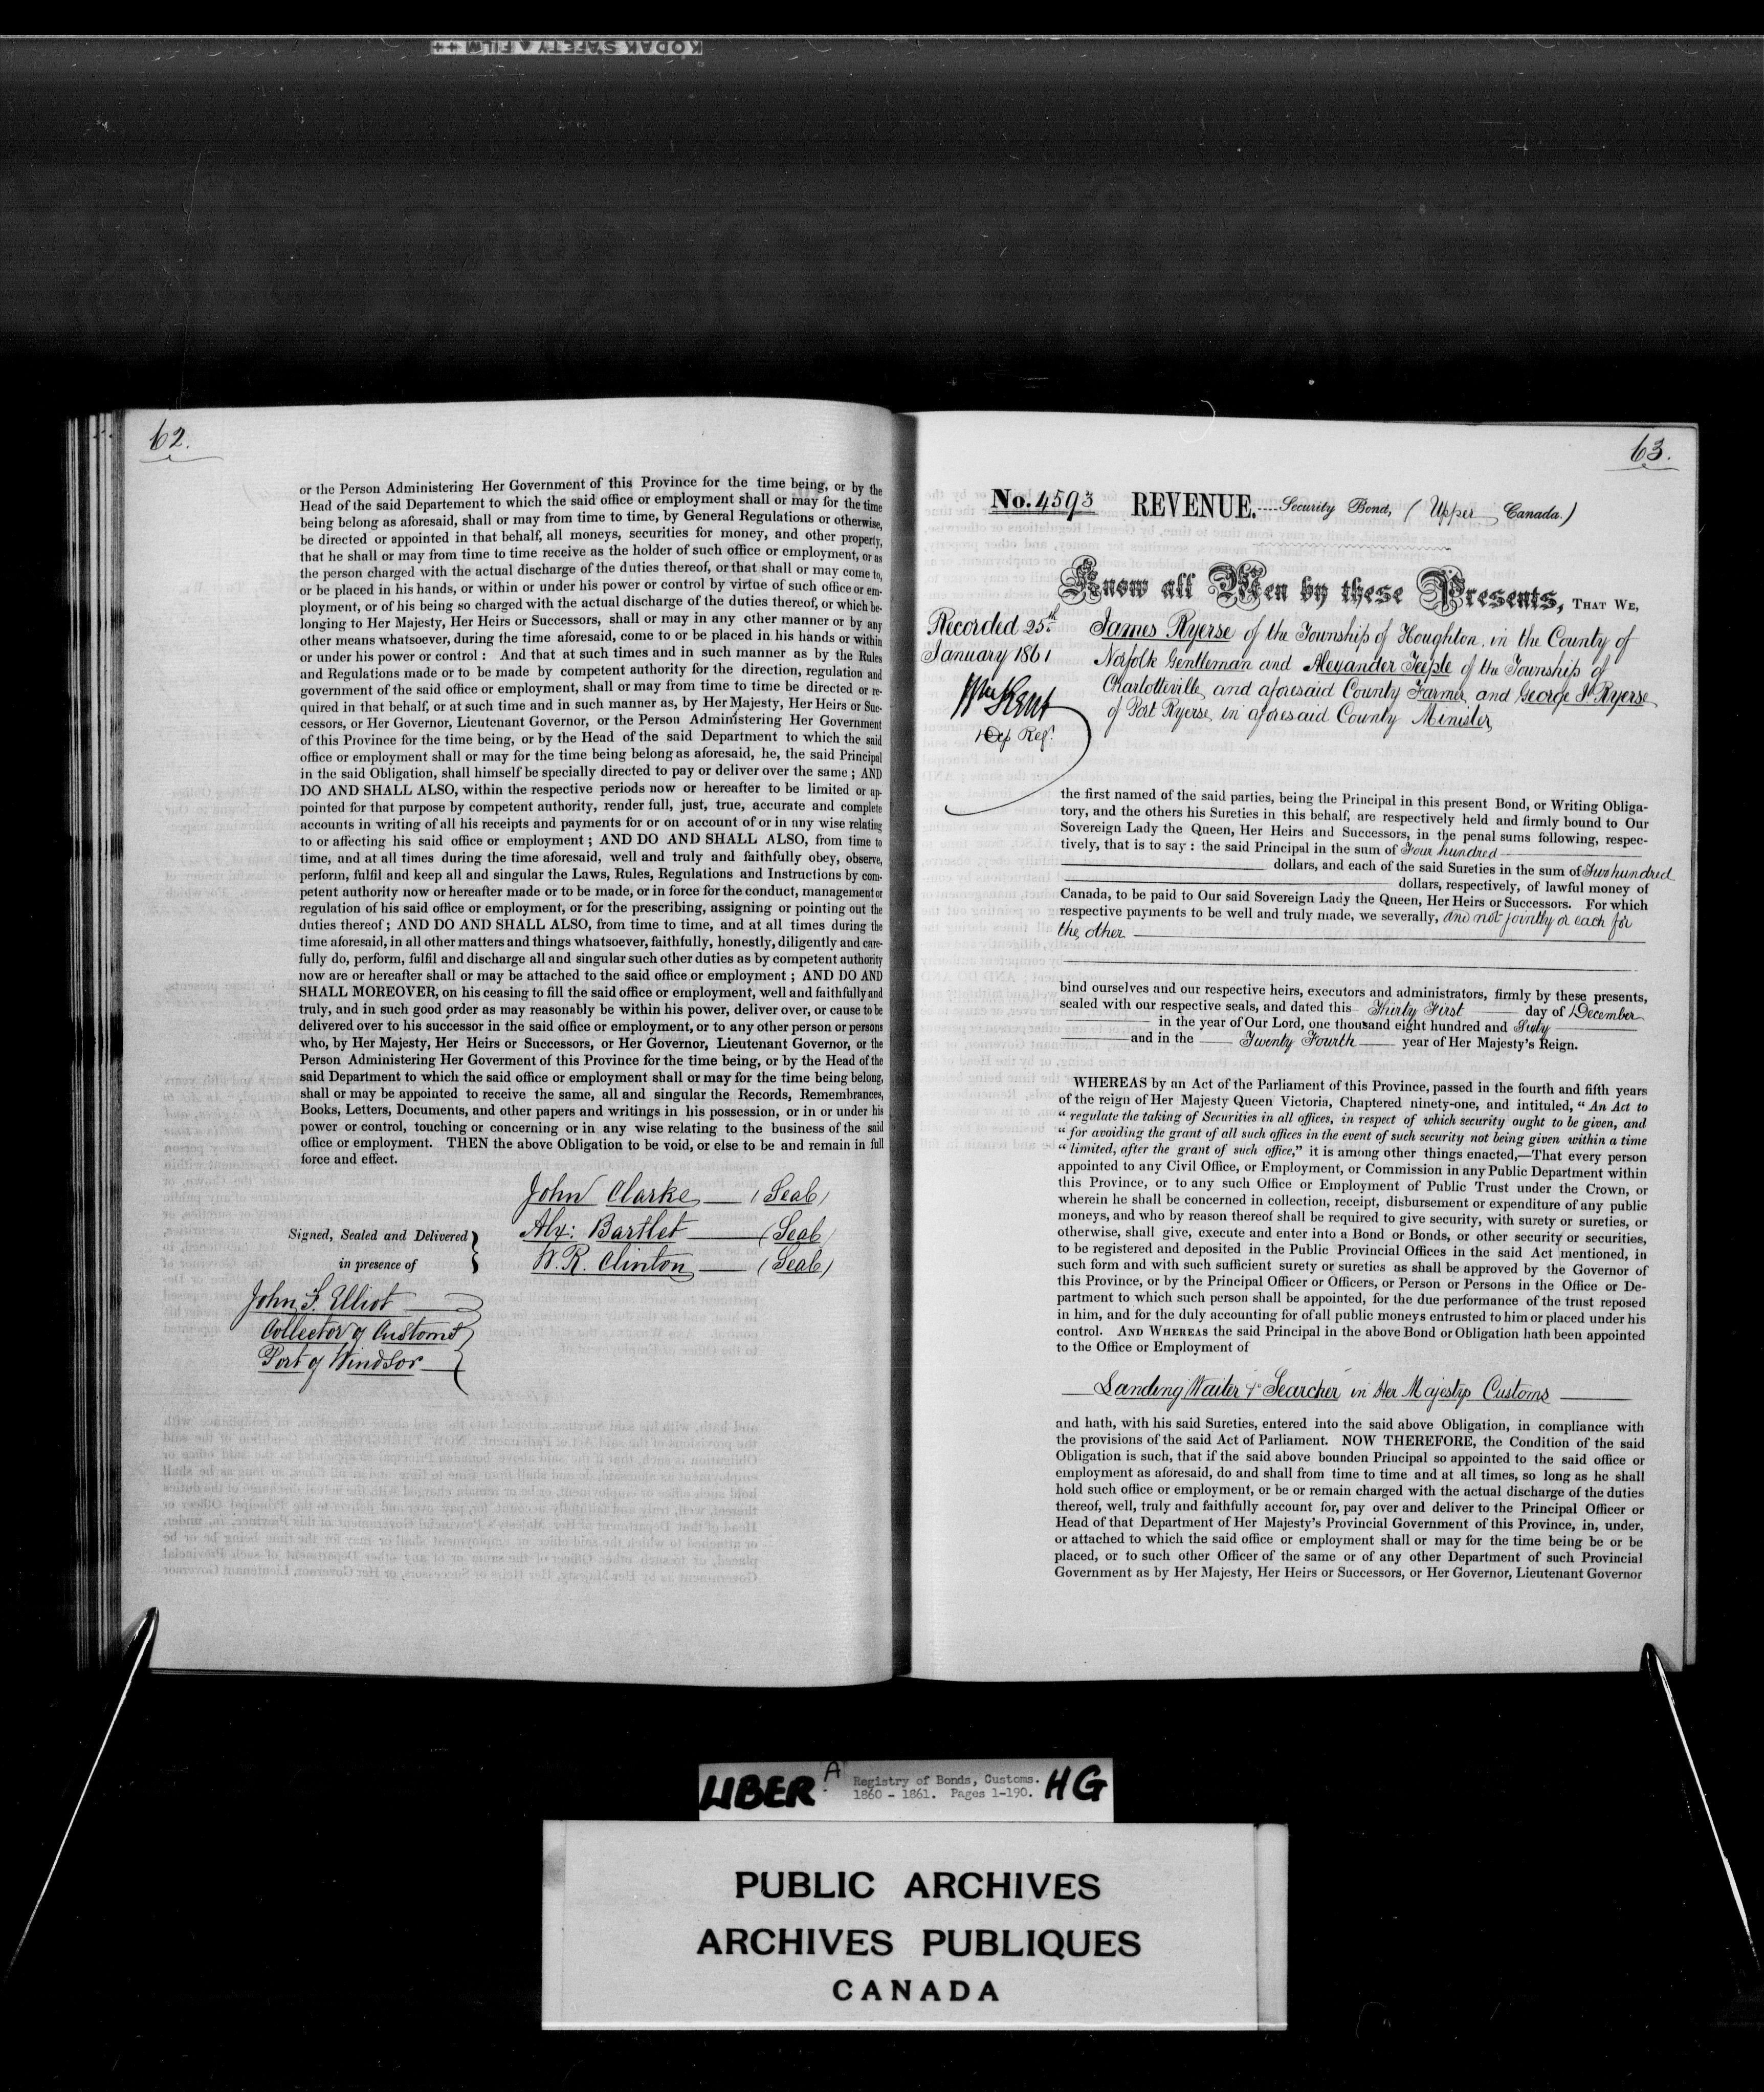 KODAK SAFETY FILM ++
62.
or the Person Administering Her Government of this Province for the time being, or by the
Head of the said Departement to which the said office or employment shall or may for the time
being belong as aforesaid, shall or may from time to time, by General Regulations or otherwise,
be directed or appointed in that behalf, all moneys, securities for money, and other property,
that he shall or may from time to time receive as the holder of such office or employment, or as
the person charged with the actual discharge of the duties thereof, or that shall or may come to,
or be placed in his hands, or within or under his power or control by virtue of such office or em-
ployment, or of his being so charged with the actual discharge of the duties thereof, or which be-
longing to Her Majesty, Her Heirs or Successors, shall or may in any other manner or by any
other means whatsoever, during the time aforesaid, come to or be placed in his hands or within
or under his power or control : And that at such times and in such manner as by the Rules
and Regulations made or to be made by competent authority for the direction, regulation and
government of the said office or employment, shall or may from time to time be directed or re-
quired in that behalf, or at such time and in such manner as, by Her Majesty, Her Heirs or Suc-
cessors, or Her Governor, Lieutenant Governor, or the Person Administering Her Government
of this Province for the time being, or by the Head of the said Department to which the said
office or employment shall or may for the time being belong as aforesaid, he, the said Principal
in the said Obligation, shall himself be specially directed to pay or deliver over the same ; AND
DO AND SHALL ALSO, within the respective periods now or hereafter to be limited or ap-
pointed for that purpose by competent authority, render full, just, true, accurate and complete
accounts in writing of all his receipts and payments for or on account of or in any wise relating
to or affecting his said office or employment ; AND DO AND SHALL ALSO, from time to
time, and at all times during the time aforesaid, well and truly and faithfully obey, observe,
perform, fulfil and keep all and singular the Laws, Rules, Regulations and Instructions by com-
petent authority now or hereafter made or to be made, or in force for the conduct, management or
regulation of his said office or employment, or for the prescribing, assigning or pointing out the
duties thereof ; AND DO AND SHALL ALSO, from time to time, and at all times during the
time aforesaid, in all other matters and things whatsoever, faithfully, honestly, diligently and care-
fully do, perform, fulfil and discharge all and singular such other duties as by competent authority
now are or hereafter shall or may be attached to the said office or employment ; AND DO AND
SHALL MOREOVER, on his ceasing to fill the said office or employment, well and faithfully and
truly, and in such good order as may reasonably be within his power, deliver over, or cause to be
delivered over to his successor in the said office or employment, or to any other person or persons
who, by Her Majesty, Her Heirs or Successors, or Her Governor, Lieutenant Governor, or the
Person Administering Her Goverment of this Province for the time being, or by the Head of the
said Department to which the said office or employment shall or may for the time being belong,
shall or may be appointed to receive the same, all and singular the Records, Remembrances,
Books, Letters, Documents, and other papers and writings in his possession, or in or under his
power or control, touching or concerning or in any wise relating to the business of the said
office or employment. THEN the above Obligation to be void, or else to be and remain in full
force and effect.
John Clarke (Seal)
Signed, Sealed and Delivered Alx: Bartlet (Seal)
in presence of W. R. Clinton (Seal)
John F. Elliot
Collector of Customs
Port of Windsor
63.
No. 4593 REVENUE.----Security Bond, (Upper Canada.)
Know all Men by these Presents, THAT WE,
Recorded 25th
January 1861
Wm Kent
Dep Regr.
James Ryerse of the Township of Houghton, in the County of
Norfolk Gentleman and Alexander Teeple of the Township of
Charlotteville, and aforesaid County Farmer, and George Ryerse
of Port Ryerse, in aforesaid County Minister,
the first named of the said parties, being the Principal in this present Bond, or Writing Obliga-
tory, and the others his Sureties in this behalf, are respectively held and firmly bound to Our
Sovereign Lady the Queen, Her Heirs and Successors, in the penal sums following, respec-
tively, that is to say : the said Principal in the sum of Four hundred
dollars, and each of the said Sureties in the sum of Two hundred
dollars, respectively, of lawful money of
Canada, to be paid to Our said Sovereign Lady the Queen, Her Heirs or Successors. For which
respective payments to be well and truly made, we severally, and not jointly or each for
the other
bind ourselves and our respective heirs, executors and administrators, firmly by these presents,
sealed with our respective seals, and dated this Thirty First day of December
in the year of Our Lord, one thousand eight hundred and Sixty
and in the Twenty Fourth year of Her Majesty's Reign.
WHEREAS by an Act of the Parliament of this Province, passed in the fourth and fifth years
of the reign of Her Majesty Queen Victoria, Chaptered ninety-one, and intituled, " An Act to
" regulate the taking of Securities in all offices, in respect of which security ought to be given, and
" for avoiding the grant of all such offices in the event of such security not being given within a time
" limited, after the grant of such office," it is among other things enacted,—That every person
appointed to any Civil Office, or Employment, or Commission in any Public Department within
this Province, or to any such Office or Employment of Public Trust under the Crown, or
wherein he shall be concerned in collection, receipt, disbursement or expenditure of any public
moneys, and who by reason thereof shall be required to give security, with surety or sureties, or
otherwise, shall give, execute and enter into a Bond or Bonds, or other security or securities,
to be registered and deposited in the Public Provincial Offices in the said Act mentioned, in
such form and with such sufficient surety or sureties as shall be approved by the Governor of
this Province, or by the Principal Officer or Officers, or Person or Persons in the Office or De-
partment to which such person shall be appointed, for the due performance of the trust reposed
in him, and for the duly accounting for of all public moneys entrusted to him or placed under his
control. AND WHEREAS the said Principal in the above Bond or Obligation hath been appointed
to the Office or Employment of
Landing Waiter & Searcher in Her Majestys Customs
and hath, with his said Sureties, entered into the said above Obligation, in compliance with
the provisions of the said Act of Parliament. NOW THEREFORE, the Condition of the said
Obligation is such, that if the said above bounden Principal so appointed to the said office or
employment as aforesaid, do and shall from time to time and at all times, so long as he shall
hold such office or employment, or be or remain charged with the actual discharge of the duties
thereof, well, truly and faithfully account for, pay over and deliver to the Principal Officer or
Head of that Department of Her Majesty's Provincial Government of this Province, in, under,
or attached to which the said office or employment shall or may for the time being be or be
placed, or to such other Officer of the same or of any other Department of such Provincial
Government as by Her Majesty, Her Heirs or Successors, or Her Governor, Lieutenant Governor
LIBER A Registry of Bonds, Customs. HG
1860 - 1861. Pages 1-190.
PUBLIC ARCHIVES
ARCHIVES PUBLIQUES
CANADA